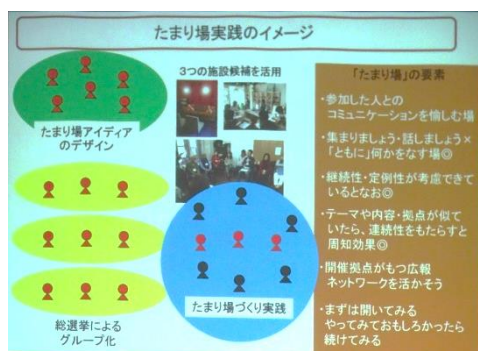 たまり場実践のイメージ
たまり場アイディア
のデザイン
総選挙による
グループ化
3つの施設候補を活用
たまり場づくり実践
「たまり場」の要素
・参加した人との
コミュニケーションを愉しむ場
・集まりましょう・話しましょう×
「ともに」何かをなす場◎
・継続性・定例性が考慮できて
いるとなお◎
・テーマや内容・拠点が似て
いたら、連続性をもたらすと
周知効果◎
・開催拠点がもつ広報
ネットワークを活かそう
・まずは開いてみる
やってみておもしろかったら
続けてみる